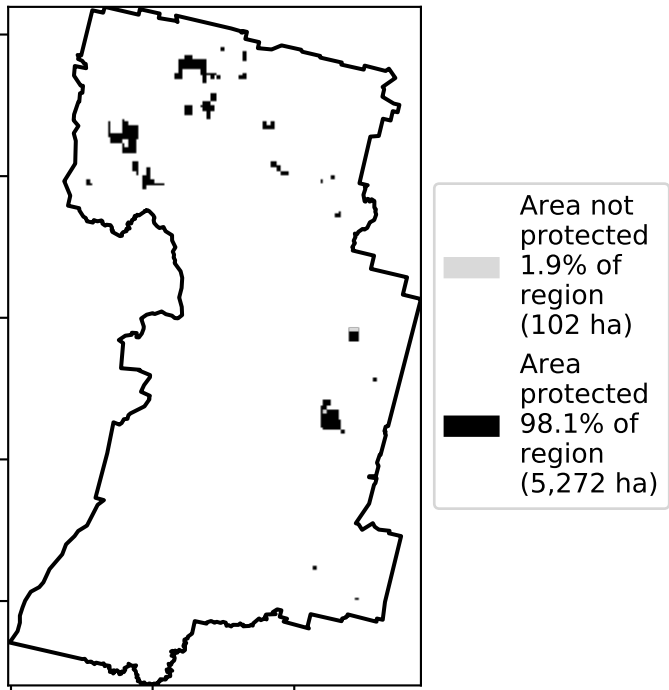 Area not
protected
1.9% of
region
(102 ha)
Area
protected
98.1% of
region
(5,272 ha)